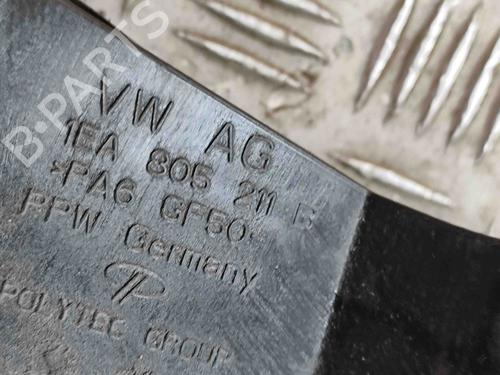 VW AG
1EA 805 211 B
>PA6 GF50<
PPW Germany
POLYTEC GROUP
B-PARTS